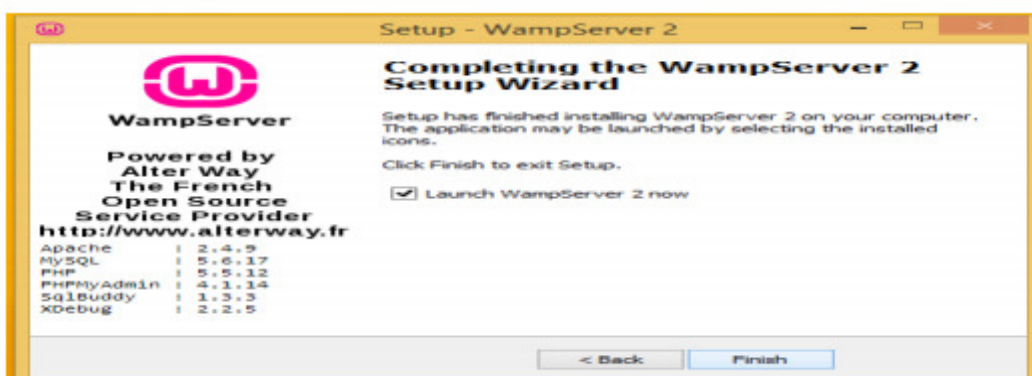 Setup - WampServer 2
WampServer
Powered by
Alter Way
The French
Open Source
Service Provider
http://www.alterway.fr
Apache : 2.4.9
MySQL : 5.6.17
PHP : 5.5.12
PHPMyAdmin : 4.1.14
SqlBuddy : 1.3.3
XDebug : 2.2.5
Completing the WampServer 2
Setup Wizard
Setup has finished installing WampServer 2 on your computer.
The application may be launched by selecting the installed
icons.
Click Finish to exit Setup.
Launch WampServer 2 now
< Back
Finish